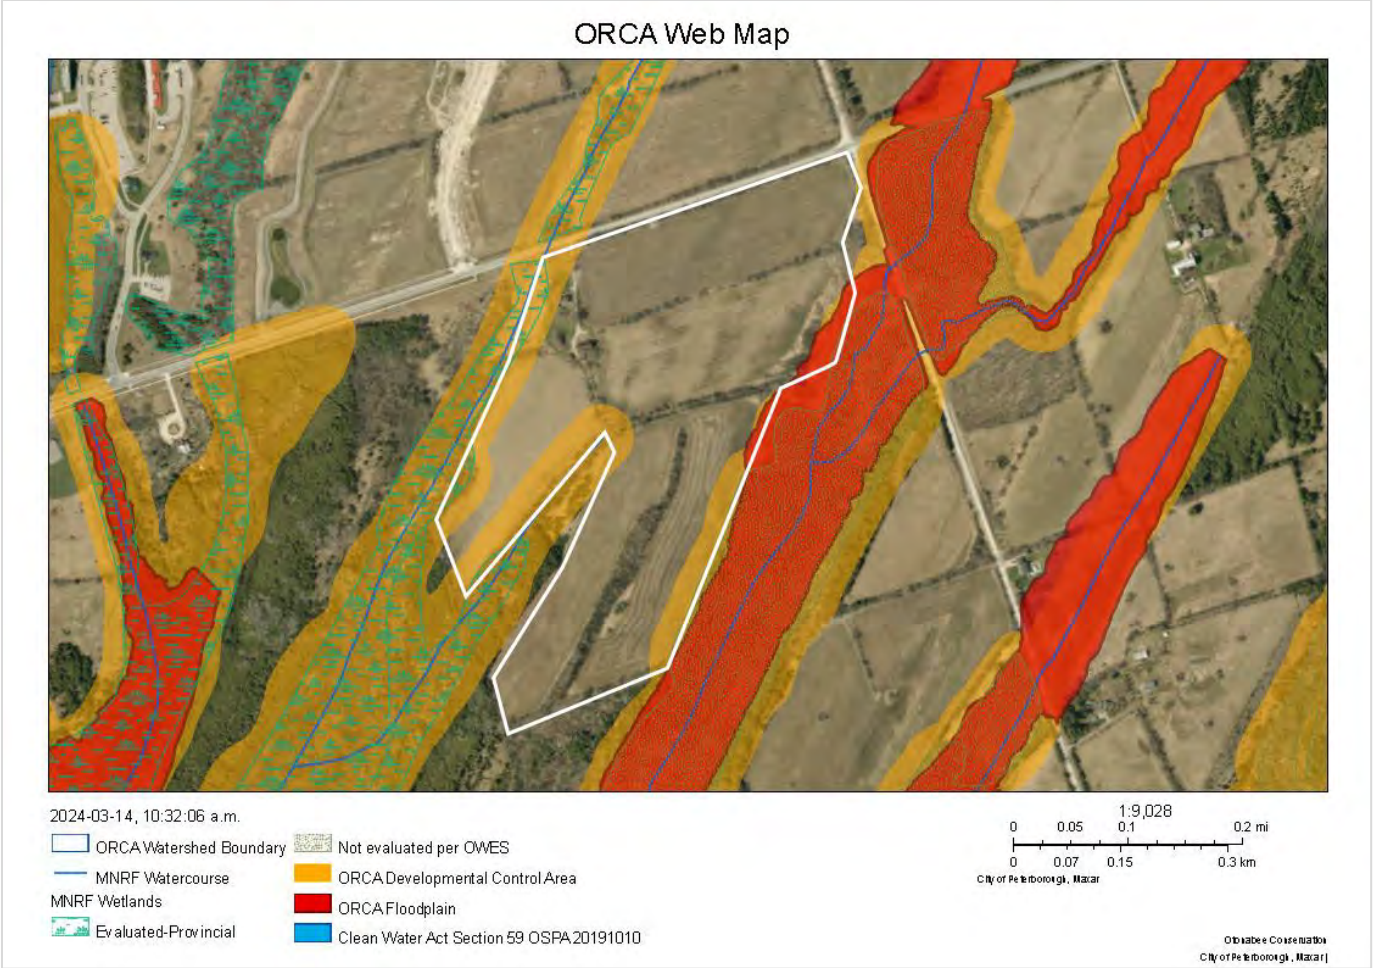 ORCA Web Map
2024-03-14, 10:32:06 a.m.
ORCA Watershed Boundary
MNRF Watercourse
MNRF Wetlands
Evaluated-Provincial
Not evaluated per OWES
ORCA Developmental Control Area
ORCA Floodplain
Clean Water Act Section 59 OSPA 20191010
1:9,028
0 0.05 0.1 0.2 mi
0 0.07 0.15 0.3 km
City of Peterborough, Maxar
Otonabee Conservation
City of Peterborough, Maxar |